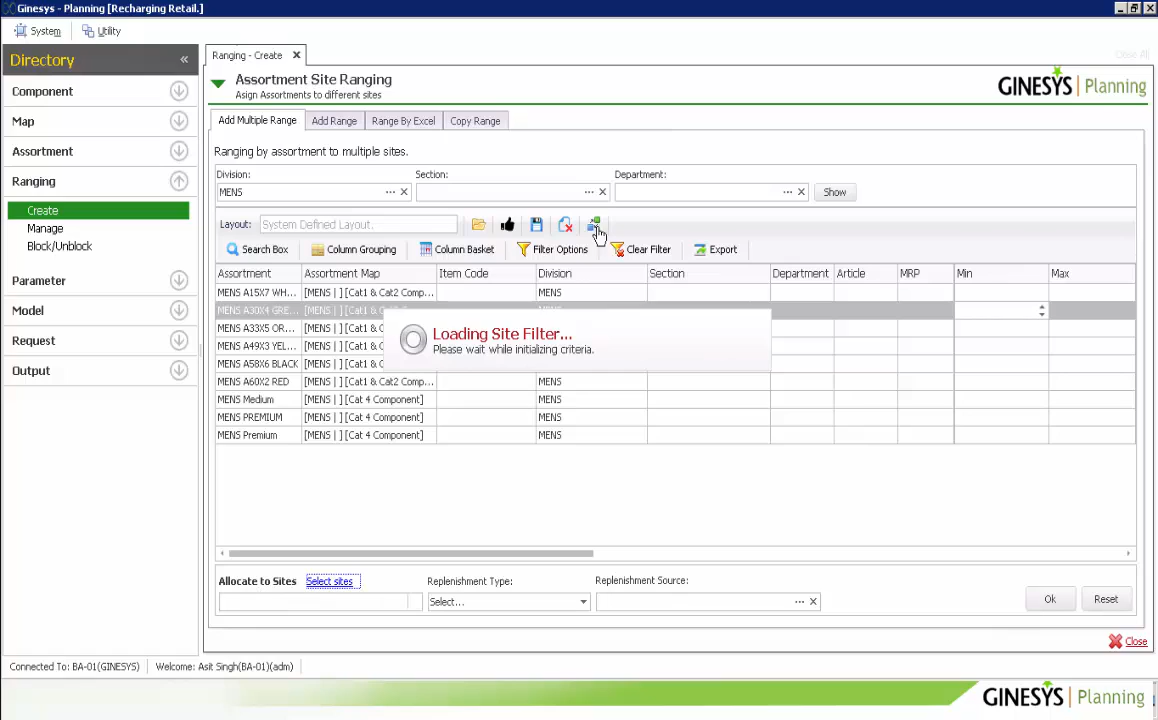 Ginesys - Planning [Recharging Retail.]
System Utility
Directory «
Component
Map
Assortment
Ranging
Create
Manage
Block/Unblock
Parameter
Model
Request
Output
Ranging - Create
Close All
Assortment Site Ranging
Asign Assortments to different sites
GINESYS | Planning
Add Multiple Range Add Range Range By Excel Copy Range
Ranging by assortment to multiple sites.
Division: Section: Department:
MENS ... ... ... Show
Layout: System Defined Layout.
Search Box Column Grouping Column Basket Filter Options Clear Filter Export
Assortment Assortment Map Item Code Division Section Department Article MRP Min Max
MENS A15X7 WH... [MENS | ] [Cat1 & Cat2 Comp... MENS
MENS A30X4 GRE... [MENS | ] [Cat1 &
MENS A33X5 OR... [MENS | ] [Cat1 &
MENS A49X3 YEL... [MENS | ] [Cat1 &
MENS A58X6 BLACK [MENS | ] [Cat1 &
Loading Site Filter...
Please wait while initializing criteria.
MENS A60X2 RED [MENS | ] [Cat1 & Cat2 Comp... MENS
MENS Medium [MENS | ] [Cat 4 Component] MENS
MENS PREMIUM [MENS | ] [Cat 4 Component] MENS
MENS Premium [MENS | ] [Cat 4 Component] MENS
Allocate to Sites Select sites Replenishment Type: Replenishment Source:
Select... ... Ok Reset
Close
Connected To: BA-01(GINESYS) Welcome: Asit Singh(BA-01)(adm)
GINESYS | Planning